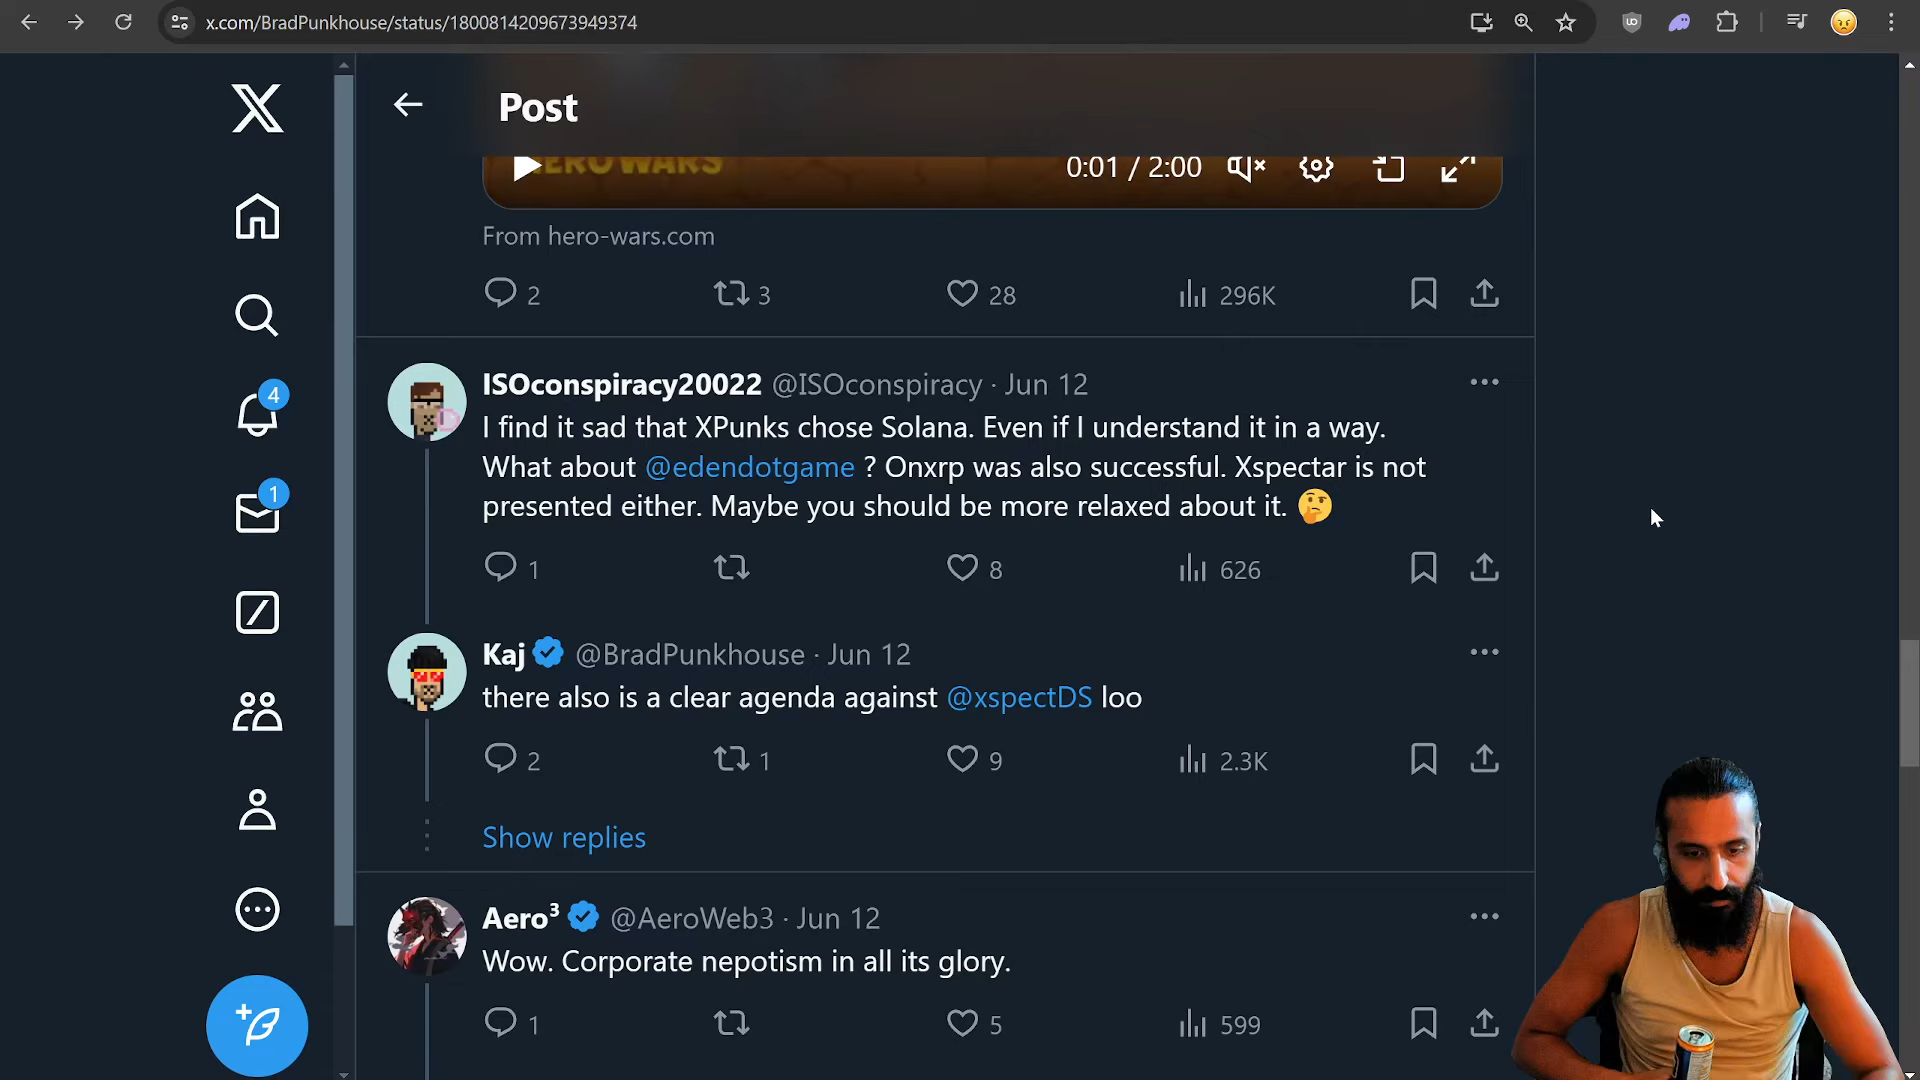 x.com/BradPunkhouse/status/1800814209673949374
Post
HERO WARS
0:01 / 2:00
From hero-wars.com
2 3 28 296K
4
ISOconspiracy20022 @ISOconspiracy · Jun 12
I find it sad that XPunks chose Solana. Even if I understand it in a way.
What about @edendotgame ? Onxrp was also successful. Xspectar is not
presented either. Maybe you should be more relaxed about it. 🤔
1
1 8 626
Kaj @BradPunkhouse · Jun 12
there also is a clear agenda against @xspectDS loo
2 1 9 2.3K
Show replies
Aero³ @AeroWeb3 · Jun 12
Wow. Corporate nepotism in all its glory.
1 5 599